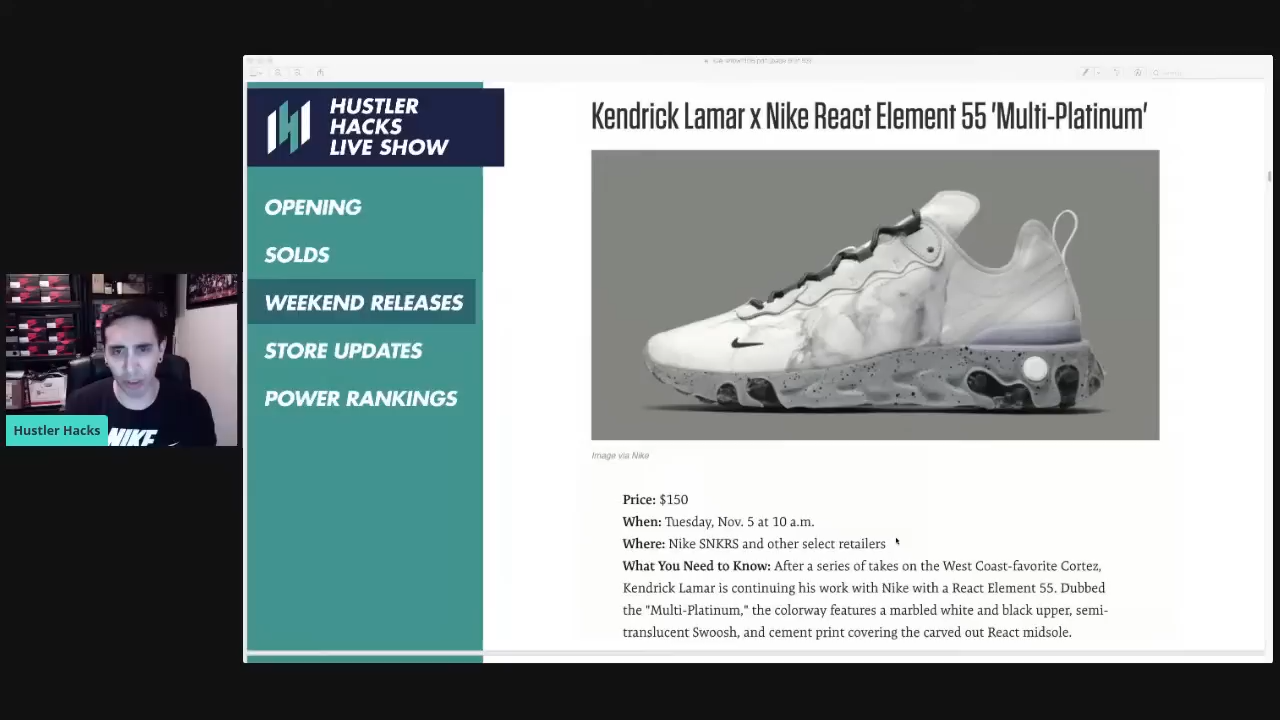 HUSTLER
HACKS
LIVE SHOW
OPENING
SOLDS
WEEKEND RELEASES
STORE UPDATES
POWER RANKINGS
Hustler Hacks
NIKE
Kendrick Lamar x Nike React Element 55 'Multi-Platinum'
Image via Nike
Price: $150
When: Tuesday, Nov. 5 at 10 a.m.
Where: Nike SNKRS and other select retailers
What You Need to Know: After a series of takes on the West Coast-favorite Cortez,
Kendrick Lamar is continuing his work with Nike with a React Element 55. Dubbed
the "Multi-Platinum," the colorway features a marbled white and black upper, semi-
translucent Swoosh, and cement print covering the carved out React midsole.